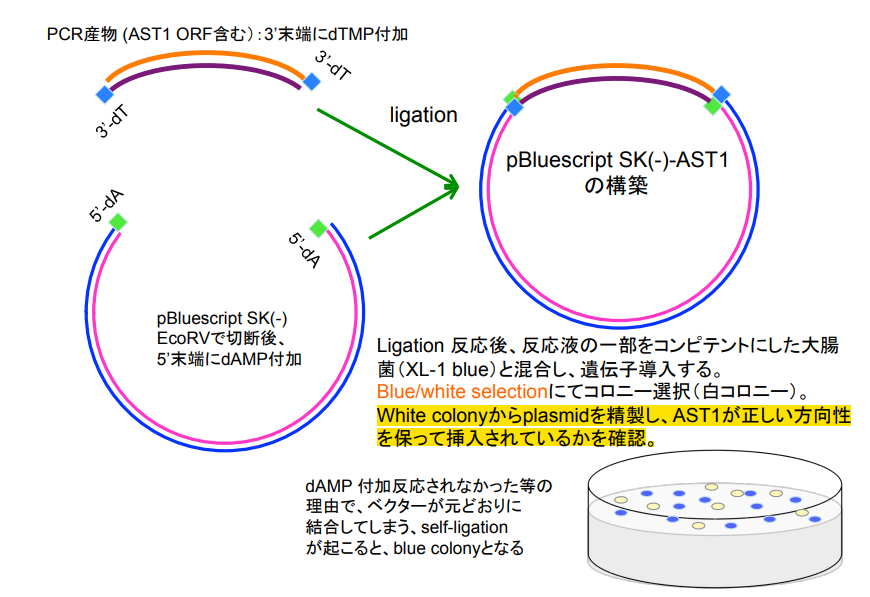 PCR産物 (AST1 ORF含む）：3’末端にdTMP付加
3’-dT
3’-dT
ligation
pBluescript SK(-)-AST1
の構築
5’-dA
5’-dA
pBluescript SK(-)
EcoRVで切断後、
5’末端にdAMP付加
Ligation 反応後、反応液の一部をコンピテントにした大腸
菌（XL-1 blue）と混合し、遺伝子導入する。
Blue/white selectionにてコロニー選択（白コロニー）。
White colonyからplasmidを精製し、AST1が正しい方向性
を保って挿入されているかを確認。
dAMP 付加反応されなかった等の
理由で、ベクターが元どおりに
結合してしまう、self-ligation
が起こると、blue colonyとなる